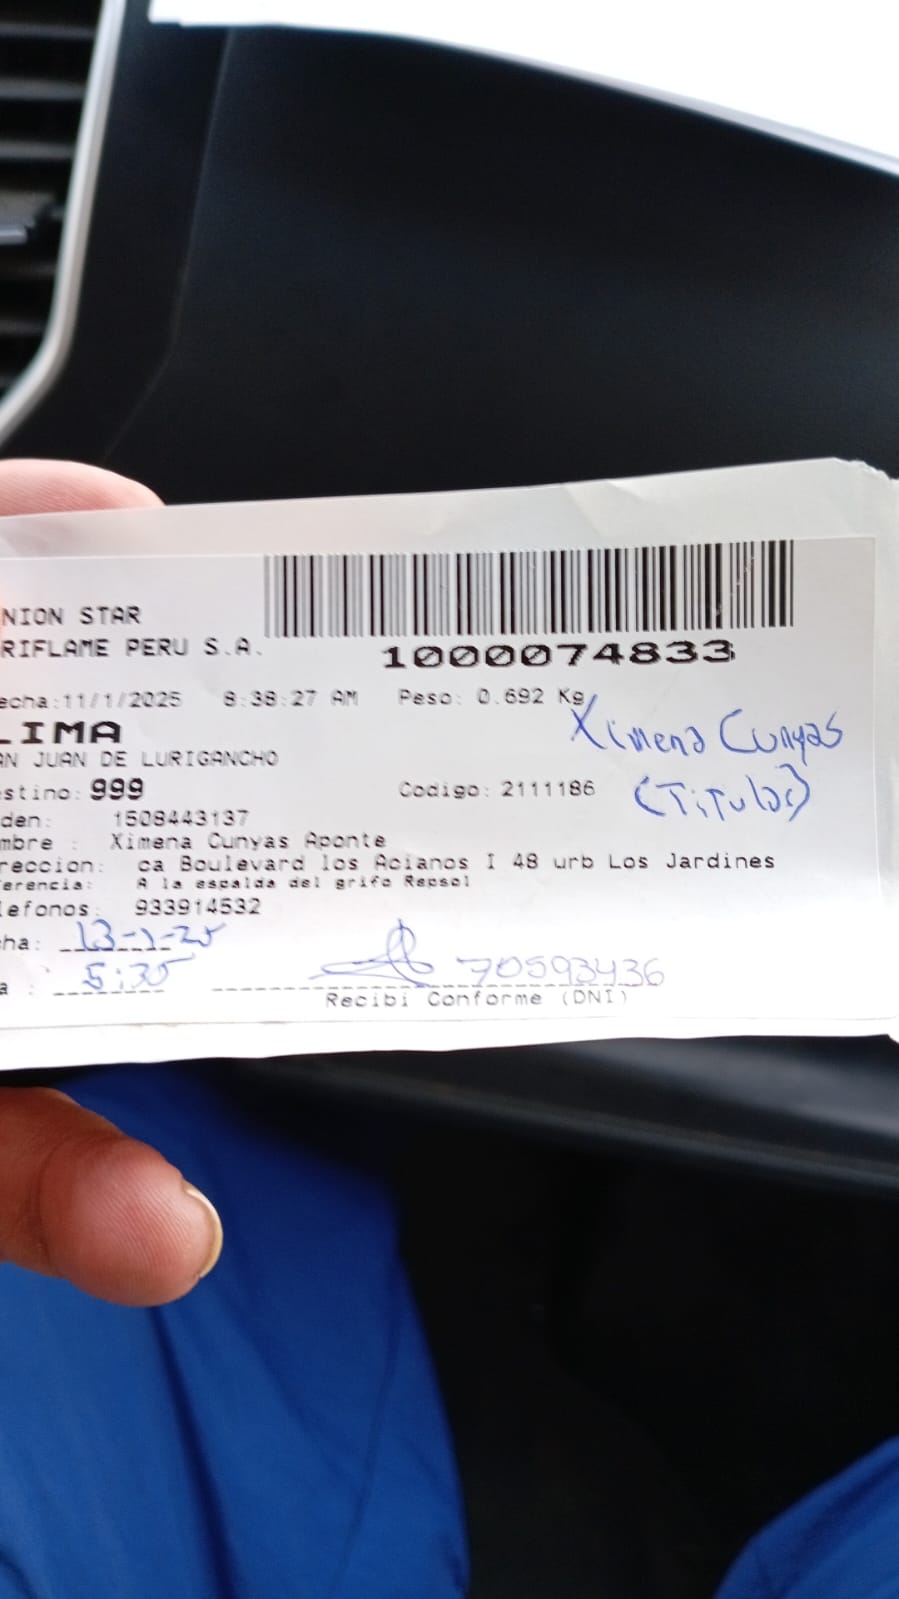 NION STAR
RIFLAME PERU S.A.
1000074833
echa:11/1/2025 8:38:27 AM Peso: 0.692 Kg
LIMA
Ximena Cunyas
AN JUAN DE LURIGANCHO
stino: 999 Codigo: 2111186
(Titular)
den: 1508443137
mbre : Ximena Cunyas Aponte
reccion: ca Boulevard los Acianos I 48 urb Los Jardines
erencia: A la espalda del grifo Repsol
lefonos: 933914532
ha: 13-1-25
a : 5:35 70593436
Recibi Conforme (DNI)